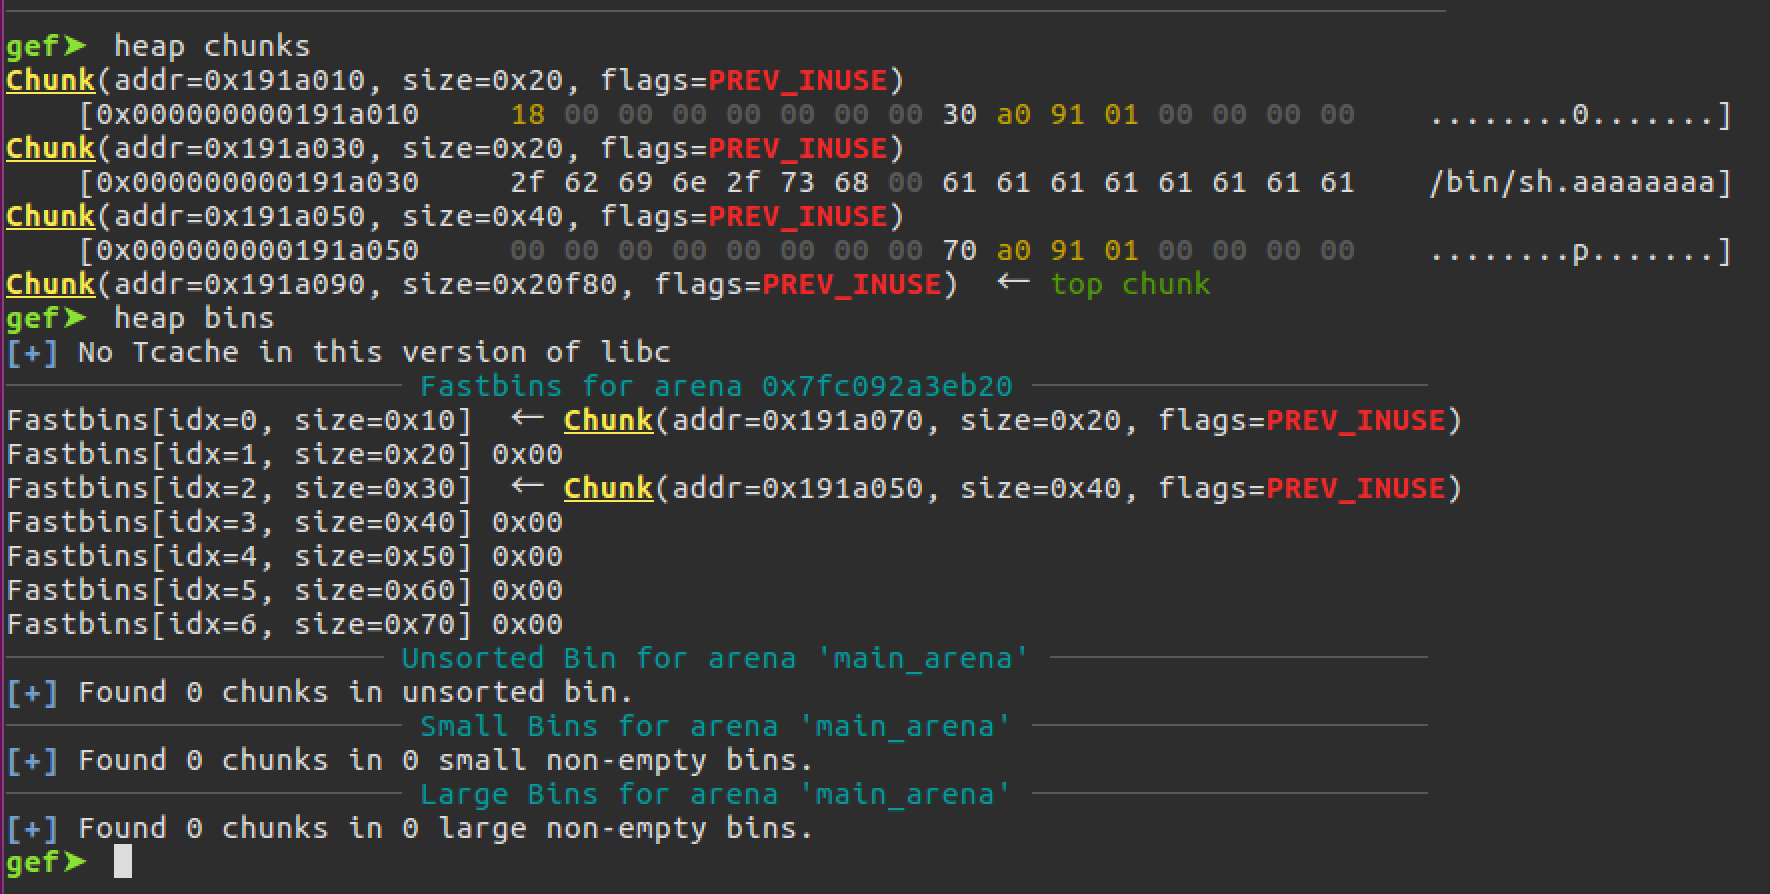 gef➤  heap chunks
Chunk(addr=0x191a010, size=0x20, flags=PREV_INUSE)
    [0x000000000191a010     18 00 00 00 00 00 00 00 30 a0 91 01 00 00 00 00    ........0.......]
Chunk(addr=0x191a030, size=0x20, flags=PREV_INUSE)
    [0x000000000191a030     2f 62 69 6e 2f 73 68 00 61 61 61 61 61 61 61 61    /bin/sh.aaaaaaaa]
Chunk(addr=0x191a050, size=0x40, flags=PREV_INUSE)
    [0x000000000191a050     00 00 00 00 00 00 00 00 70 a0 91 01 00 00 00 00    ........p.......]
Chunk(addr=0x191a090, size=0x20f80, flags=PREV_INUSE)  ←  top chunk
gef➤  heap bins
[+] No Tcache in this version of libc
Fastbins for arena 0x7fc092a3eb20
Fastbins[idx=0, size=0x10]  ←  Chunk(addr=0x191a070, size=0x20, flags=PREV_INUSE)
Fastbins[idx=1, size=0x20] 0x00
Fastbins[idx=2, size=0x30]  ←  Chunk(addr=0x191a050, size=0x40, flags=PREV_INUSE)
Fastbins[idx=3, size=0x40] 0x00
Fastbins[idx=4, size=0x50] 0x00
Fastbins[idx=5, size=0x60] 0x00
Fastbins[idx=6, size=0x70] 0x00
Unsorted Bin for arena 'main_arena'
[+] Found 0 chunks in unsorted bin.
Small Bins for arena 'main_arena'
[+] Found 0 chunks in 0 small non-empty bins.
Large Bins for arena 'main_arena'
[+] Found 0 chunks in 0 large non-empty bins.
gef➤